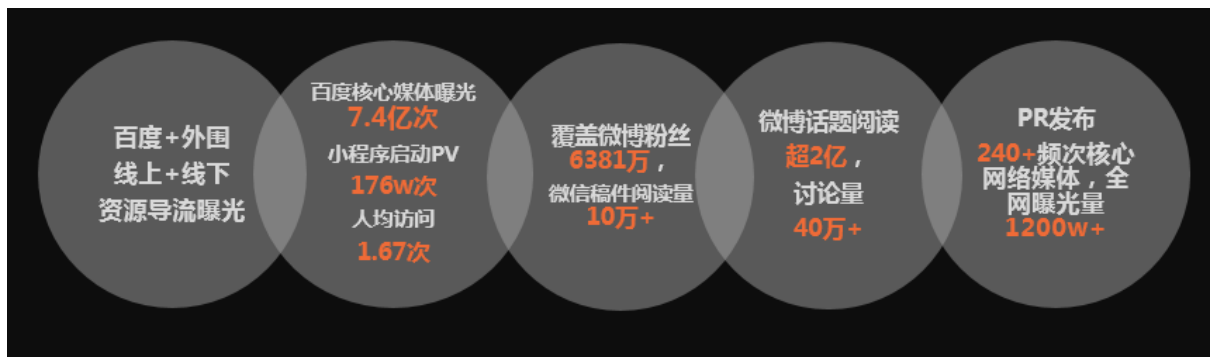 百度+外围
线上+线下
资源导流曝光
百度核心媒体曝光
7.4亿次
小程序启动PV
176w次
人均访问
1.67次
覆盖微博粉丝
6381万，
微信稿件阅读量
10万+
微博话题阅读
超2亿，
讨论量
40万+
PR发布
240+频次核心
网络媒体，全
网曝光量
1200w+